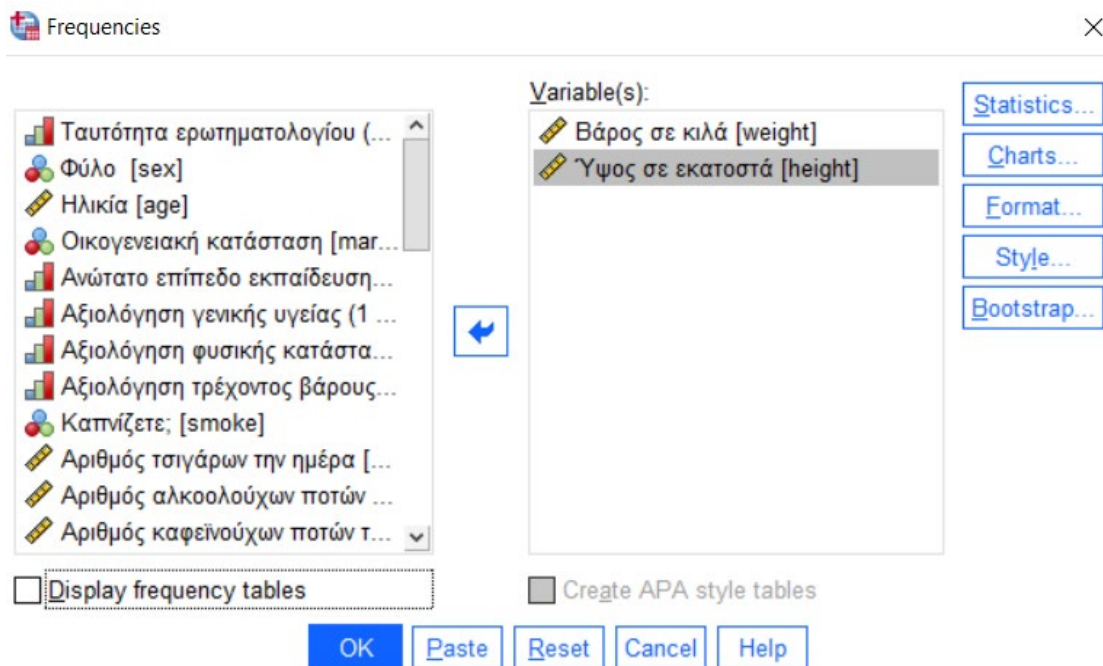 Frequencies
Variable(s):
Ταυτότητα ερωτηματολογίου (...
Φύλο [sex]
Ηλικία [age]
Οικογενειακή κατάσταση [mar...
Ανώτατο επίπεδο εκπαίδευση...
Αξιολόγηση γενικής υγείας (1 ...
Αξιολόγηση φυσικής κατάστα...
Αξιολόγηση τρέχοντος βάρους...
Καπνίζετε; [smoke]
Αριθμός τσιγάρων την ημέρα [...
Αριθμός αλκοολούχων ποτών ...
Αριθμός καφεϊνούχων ποτών τ...
Βάρος σε κιλά [weight]
Ύψος σε εκατοστά [height]
Statistics...
Charts...
Format...
Style...
Bootstrap...
Display frequency tables
Create APA style tables
OK
Paste
Reset
Cancel
Help